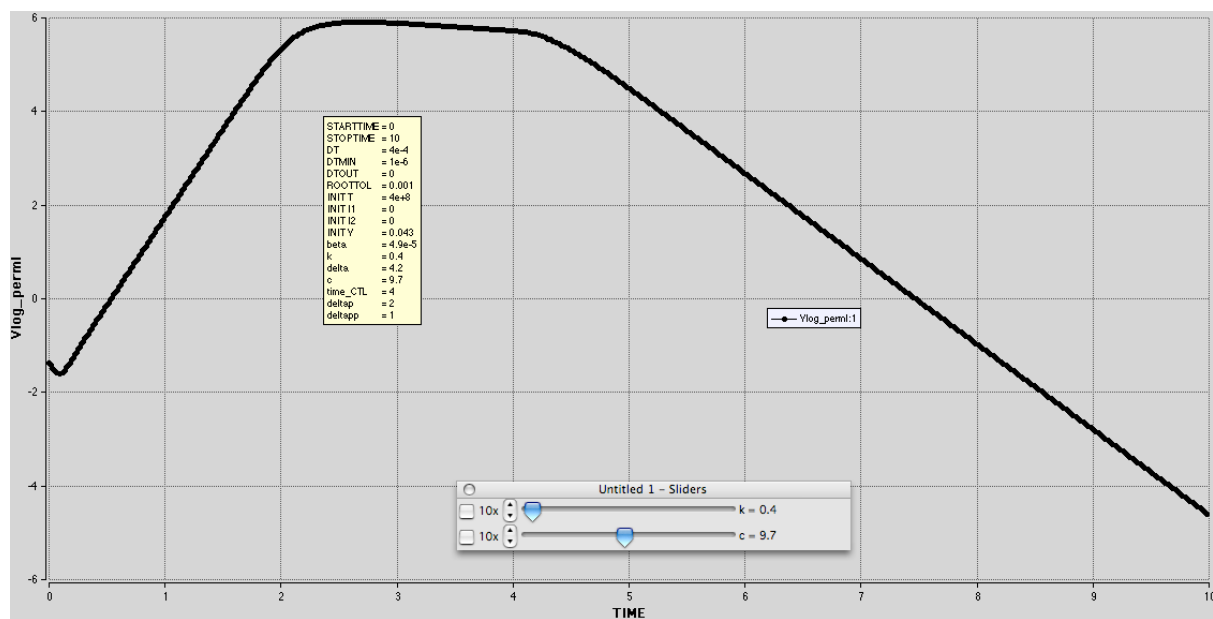 6
4
2
0
-2
-4
-6
Vlog_perml
STARTTIME = 0
STOPTIME = 10
DT = 4e-4
DTMIN = 1e-6
DTOUT = 0
ROOTTOL = 0.001
INIT T = 4e+8
INIT I1 = 0
INIT I2 = 0
INIT V = 0.043
beta = 4.9e-5
k = 0.4
delta = 4.2
c = 9.7
time_CTL = 4
deltap = 2
deltapp = 1
Vlog_perml:1
Untitled 1 - Sliders
10x k = 0.4
10x c = 9.7
0 1 2 3 4 5 6 7 8 9 10
TIME